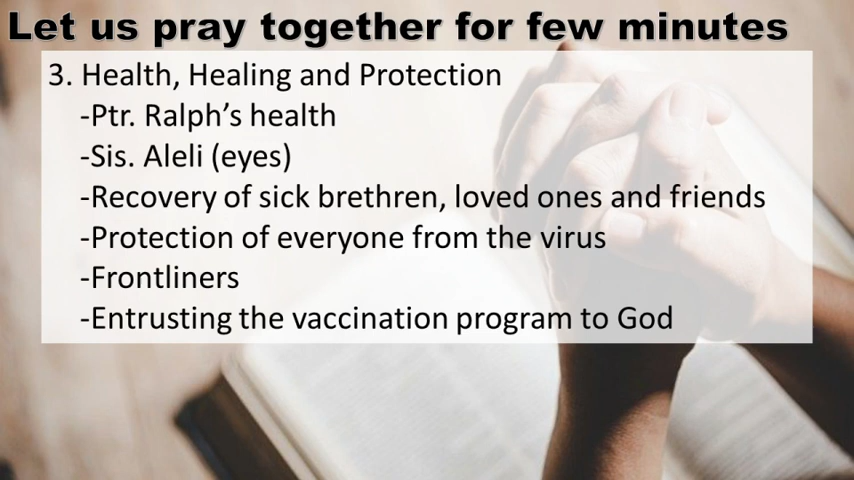 Let us pray together for few minutes
3. Health, Healing and Protection
-Ptr. Ralph’s health
-Sis. Aleli (eyes)
-Recovery of sick brethren, loved ones and friends
-Protection of everyone from the virus
-Frontliners
-Entrusting the vaccination program to God